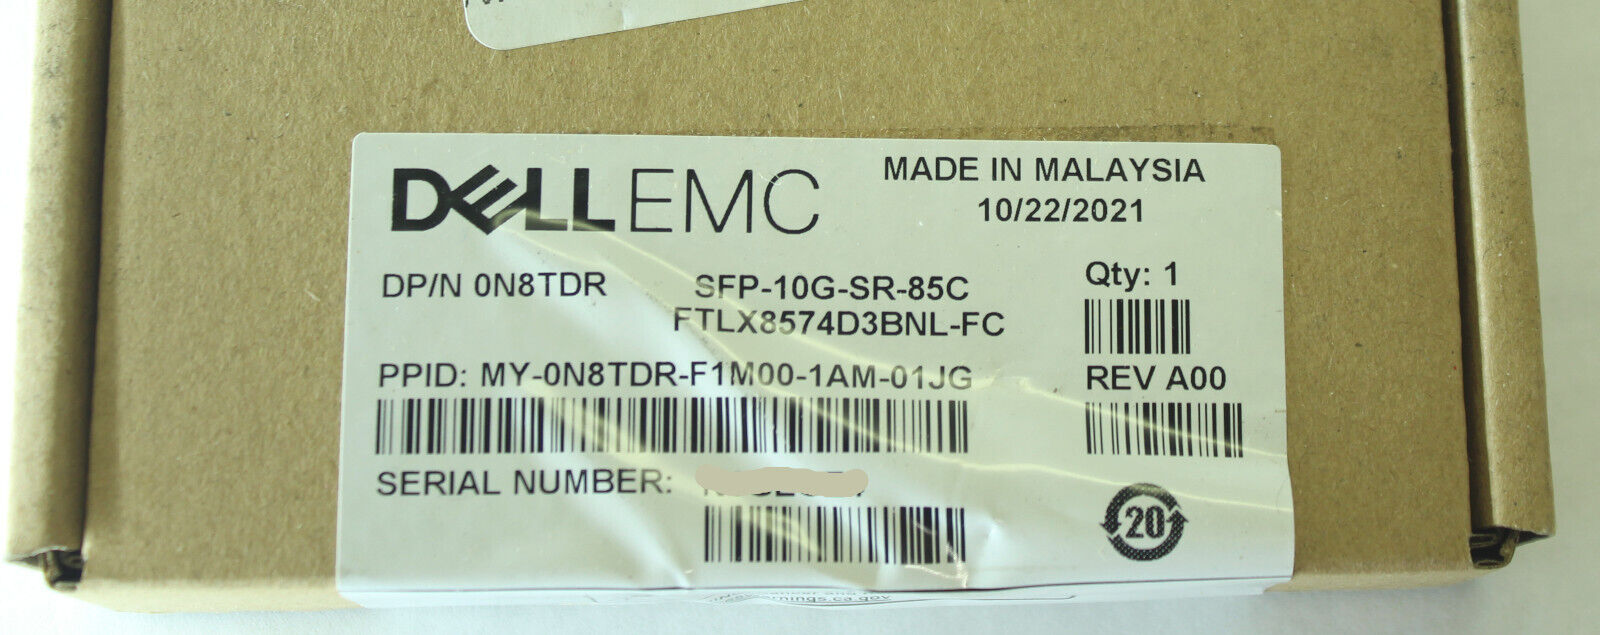 DELLEMC
MADE IN MALAYSIA
10/22/2021
DP/N 0N8TDR
SFP-10G-SR-85C
FTLX8574D3BNL-FC
Qty: 1
PPID: MY-0N8TDR-F1M00-1AM-01JG
REV A00
SERIAL NUMBER:
20